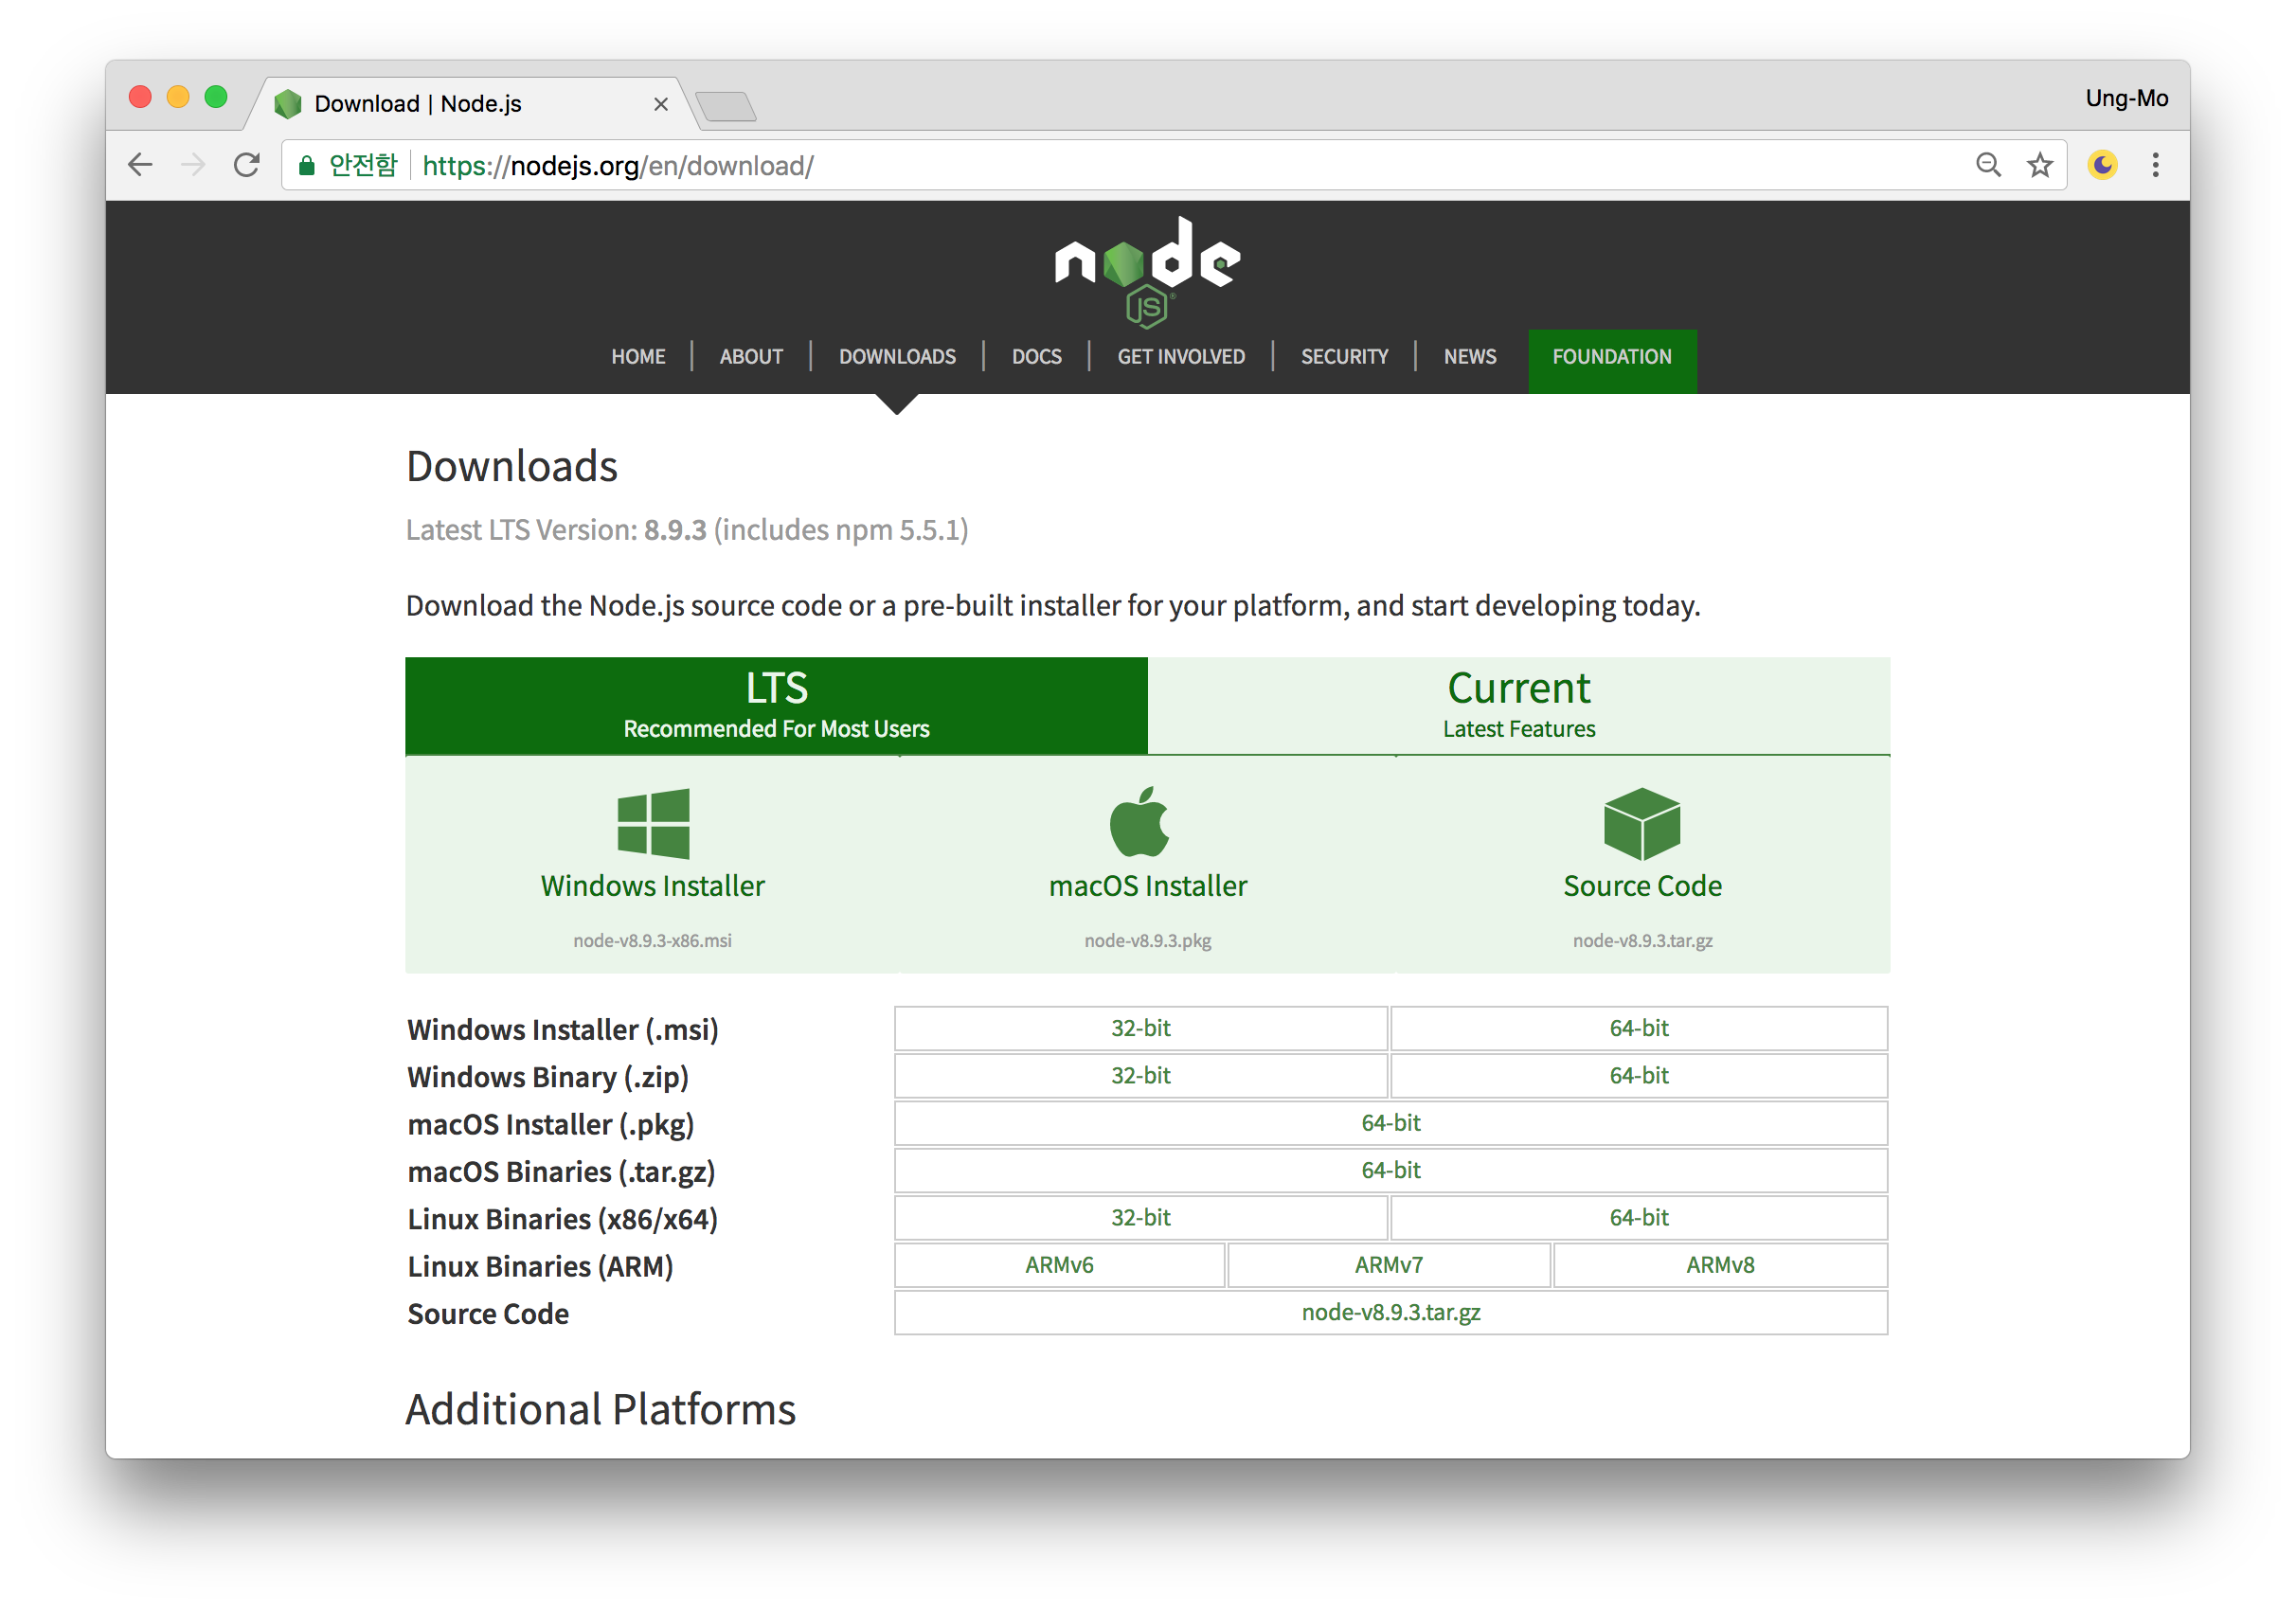 Download | Node.js
Ung-Mo
안전함 https://nodejs.org/en/download/
node
JS
HOME | ABOUT | DOWNLOADS | DOCS | GET INVOLVED | SECURITY | NEWS FOUNDATION
Downloads
Latest LTS Version: 8.9.3 (includes npm 5.5.1)
Download the Node.js source code or a pre-built installer for your platform, and start developing today.
LTS
Recommended For Most Users
Current
Latest Features
Windows Installer
node-v8.9.3-x86.msi
macOS Installer
node-v8.9.3.pkg
Source Code
node-v8.9.3.tar.gz
Windows Installer (.msi) 32-bit 64-bit
Windows Binary (.zip) 32-bit 64-bit
macOS Installer (.pkg) 64-bit
macOS Binaries (.tar.gz) 64-bit
Linux Binaries (x86/x64) 32-bit 64-bit
Linux Binaries (ARM) ARMv6 ARMv7 ARMv8
Source Code node-v8.9.3.tar.gz
Additional Platforms